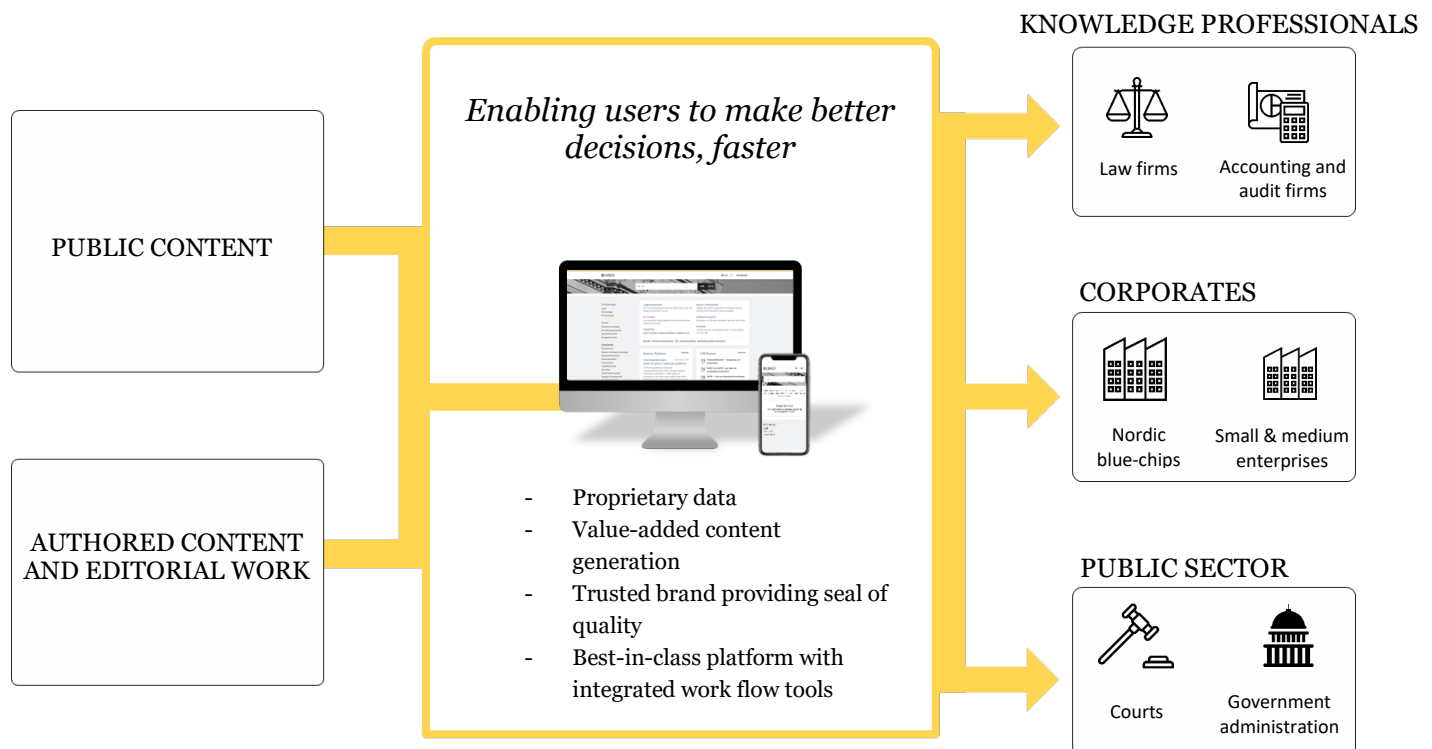 PUBLIC CONTENT
AUTHORED CONTENT
AND EDITORIAL WORK
Enabling users to make better
decisions, faster
- Proprietary data
- Value-added content
generation
- Trusted brand providing seal of
quality
- Best-in-class platform with
integrated work flow tools
KNOWLEDGE PROFESSIONALS
Law firms
Accounting and
audit firms
CORPORATES
Nordic
blue-chips
Small & medium
enterprises
PUBLIC SECTOR
Courts
Government
administration